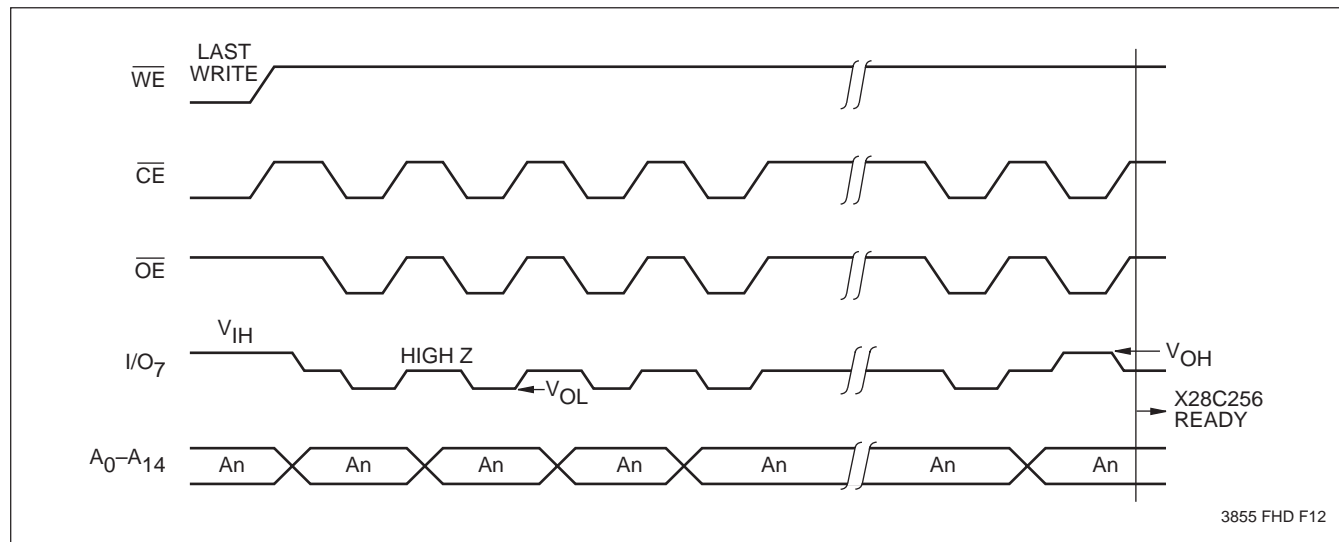 LAST
WRITE
WE
CE
OE
VIH
I/O7
HIGH Z
VOL
VOH
X28C256
READY
A0–A14
An An An An An An An
3855 FHD F12